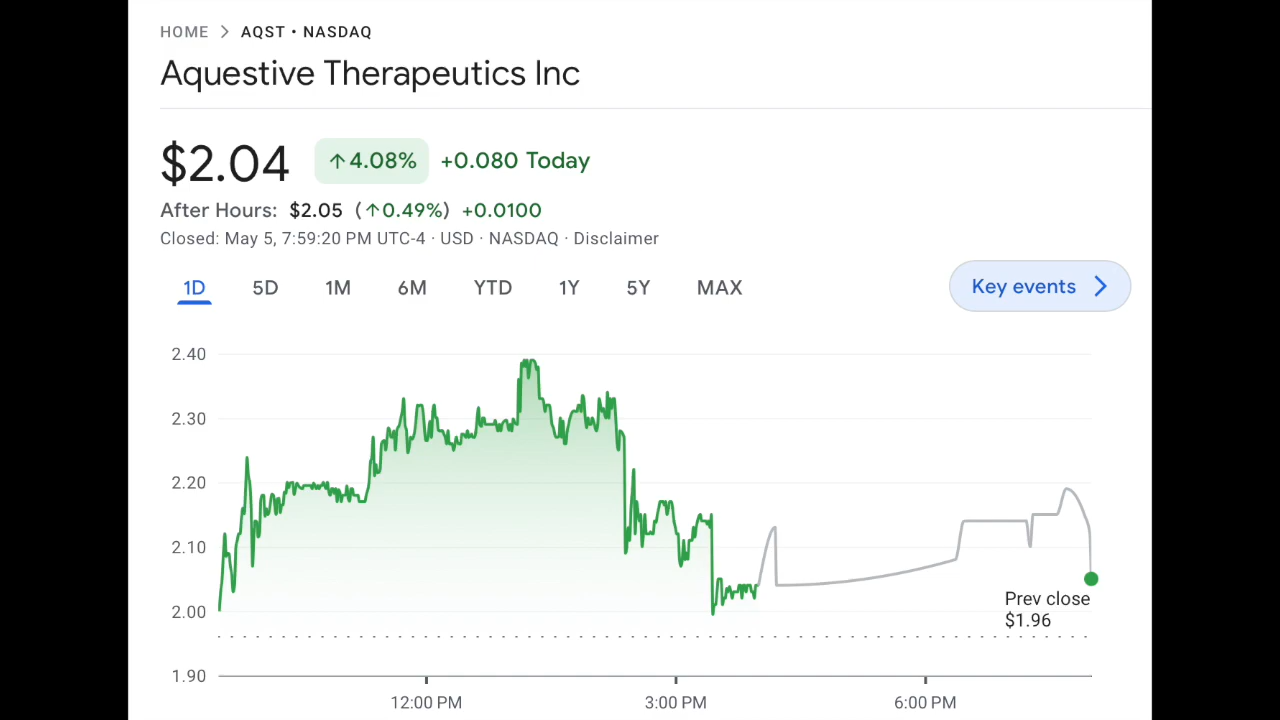 HOME > AQST • NASDAQ
Aquestive Therapeutics Inc
$2.04 ↑4.08% +0.080 Today
After Hours: $2.05 (↑0.49%) +0.0100
Closed: May 5, 7:59:20 PM UTC-4 · USD · NASDAQ · Disclaimer
1D 5D 1M 6M YTD 1Y 5Y MAX Key events >
2.40
2.30
2.20
2.10
2.00
1.90
Prev close
$1.96
12:00 PM 3:00 PM 6:00 PM